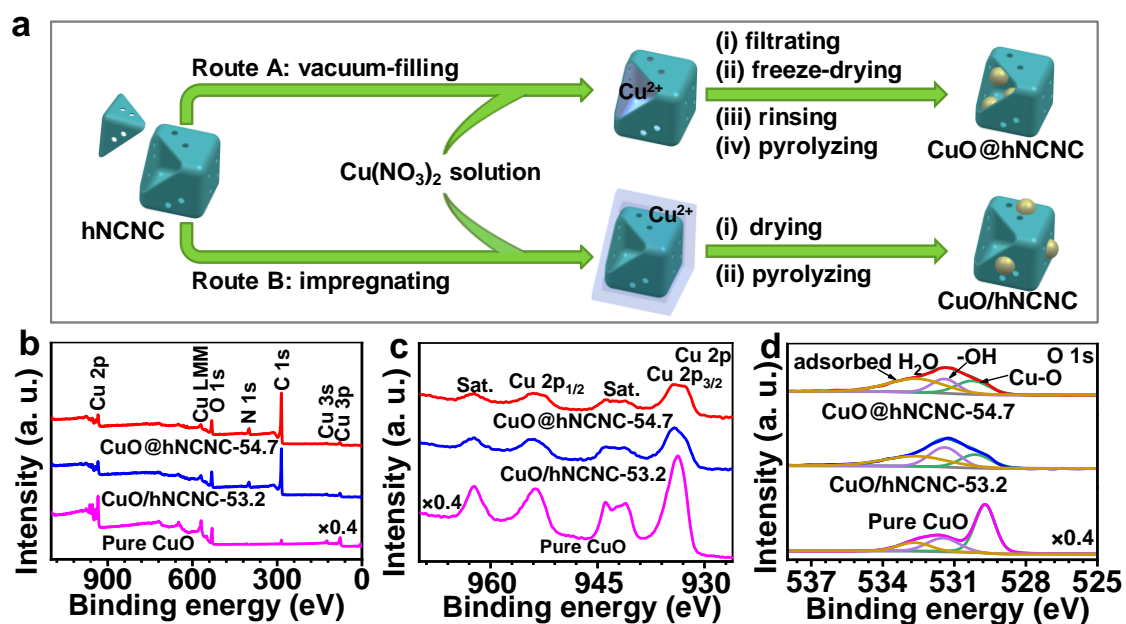 a
Route A: vacuum-filling
Cu²⁺
(i) filtrating
(ii) freeze-drying
(iii) rinsing
(iv) pyrolyzing
CuO@hNCNC
hNCNC
Cu(NO₃)₂ solution
Route B: impregnating
Cu²⁺
(i) drying
(ii) pyrolyzing
CuO/hNCNC
b
Intensity (a. u.)
Cu 2p
Cu LMM
O 1s
N 1s
C 1s
Cu 3s
Cu 3p
CuO@hNCNC-54.7
CuO/hNCNC-53.2
×0.4
Pure CuO
900 600 300 0
Binding energy (eV)
c
Intensity (a. u.)
Cu 2p
Sat.
Cu 2p₁/₂
Sat.
Cu 2p₃/₂
CuO@hNCNC-54.7
CuO/hNCNC-53.2
×0.4
Pure CuO
960 945 930
Binding energy (eV)
d
Intensity (a. u.)
O 1s
adsorbed H₂O
-OH
Cu-O
CuO@hNCNC-54.7
CuO/hNCNC-53.2
Pure CuO
×0.4
537 534 531 528 525
Binding energy (eV)